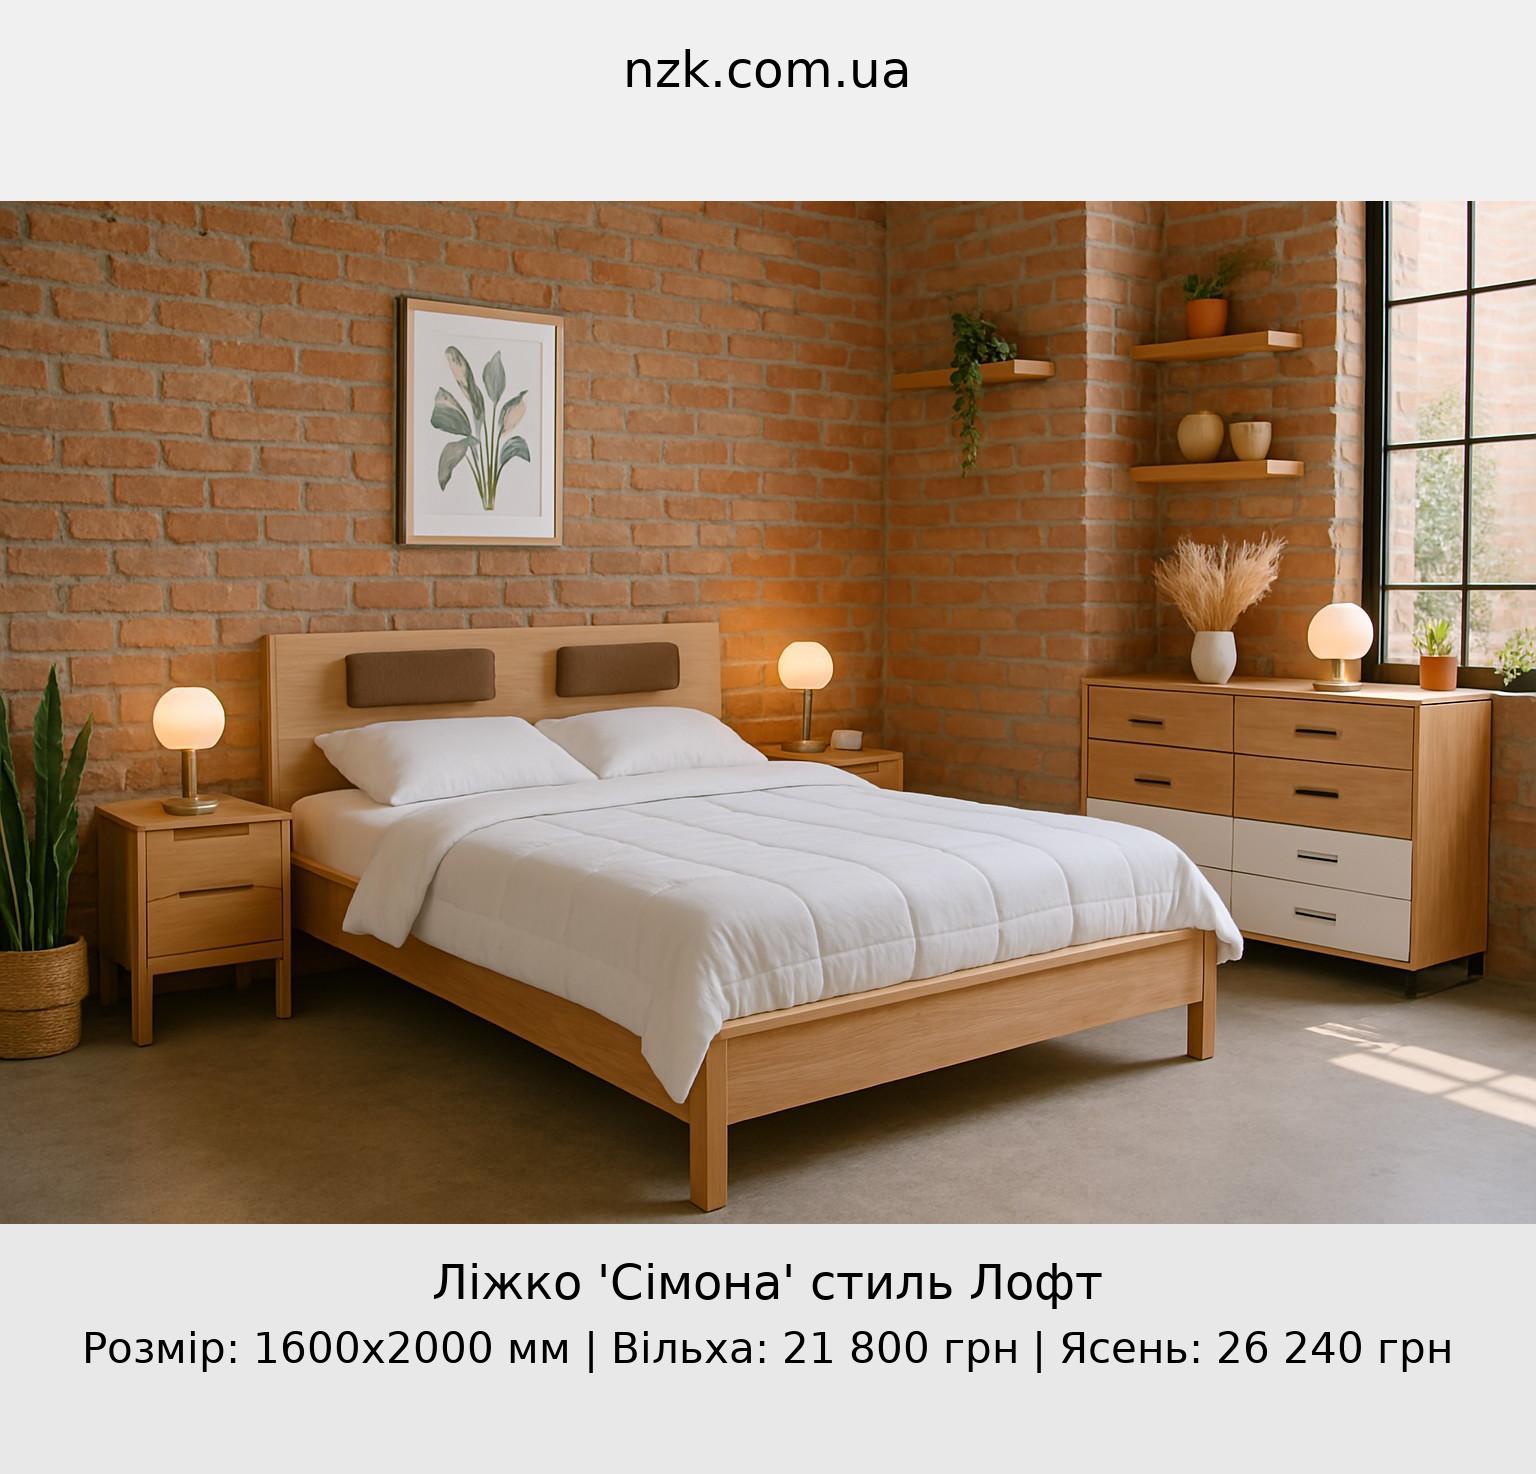 nzk.com.ua
Ліжко 'Сімона' стиль Лофт
Розмір: 1600х2000 мм | Вільха: 21 800 грн | Ясень: 26 240 грн